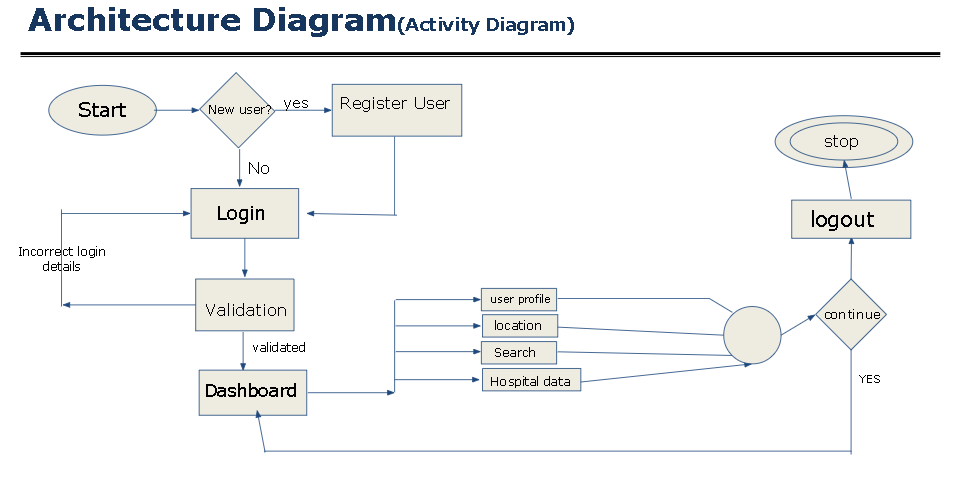 Architecture Diagram(Activity Diagram)
Start
New user?
yes
Register User
No
Login
Incorrect login
details
Validation
validated
Dashboard
user profile
location
Search
Hospital data
continue
YES
logout
stop